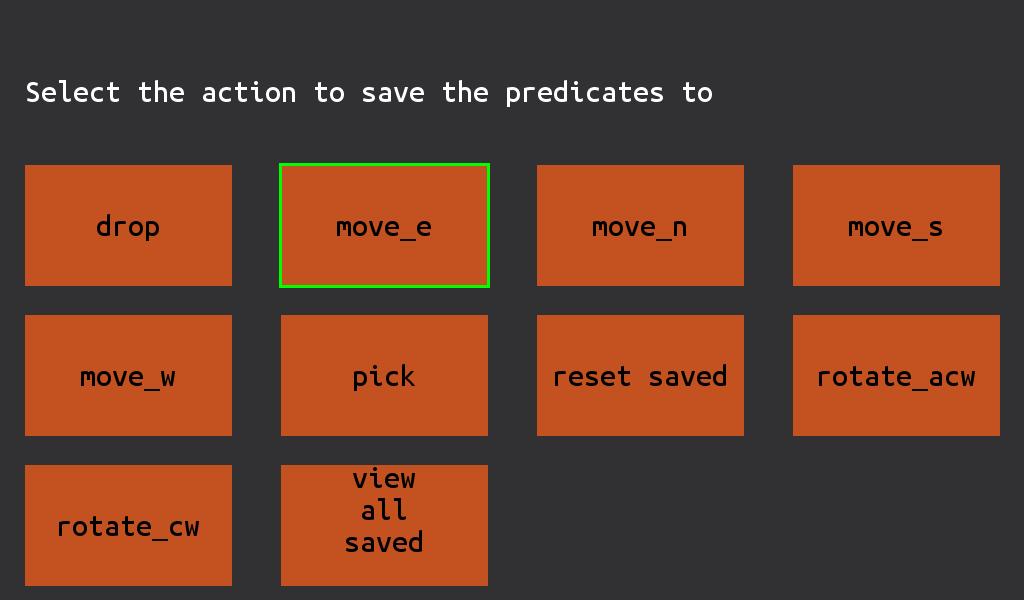 Select the action to save the predicates to
drop
move_e
move_n
move_s
move_w
pick
reset saved
rotate_acw
rotate_cw
view
all
saved